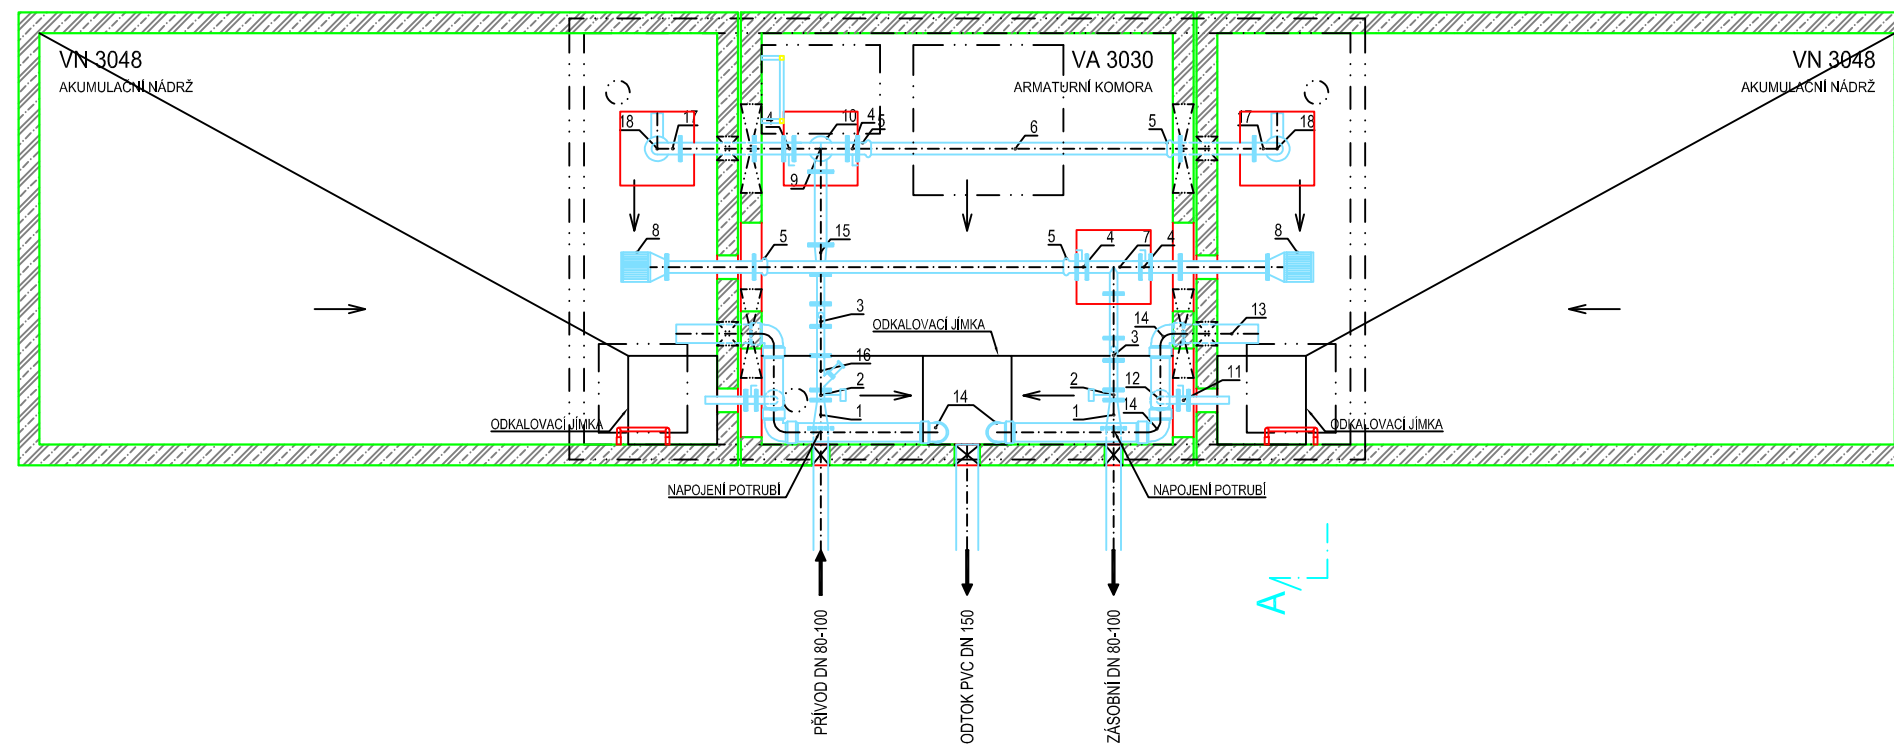 VN 3048
AKUMULAČNÍ NÁDRŽ
VA 3030
ARMATURNÍ KOMORA
VN 3048
AKUMULAČNÍ NÁDRŽ
18
17
4
10
4
5
6
5
17
18
9
8
5
15
5
4
7
4
8
3
ODKALOVACÍ JÍMKA
14
3
13
16
2
2
12
11
1
14
1
14
ODKALOVACÍ JÍMKA
ODKALOVACÍ JÍMKA
NAPOJENÍ POTRUBÍ
NAPOJENÍ POTRUBÍ
PŘÍVOD DN 80-100
ODTOK PVC DN 150
ZÁSOBNÍ DN 80-100
A